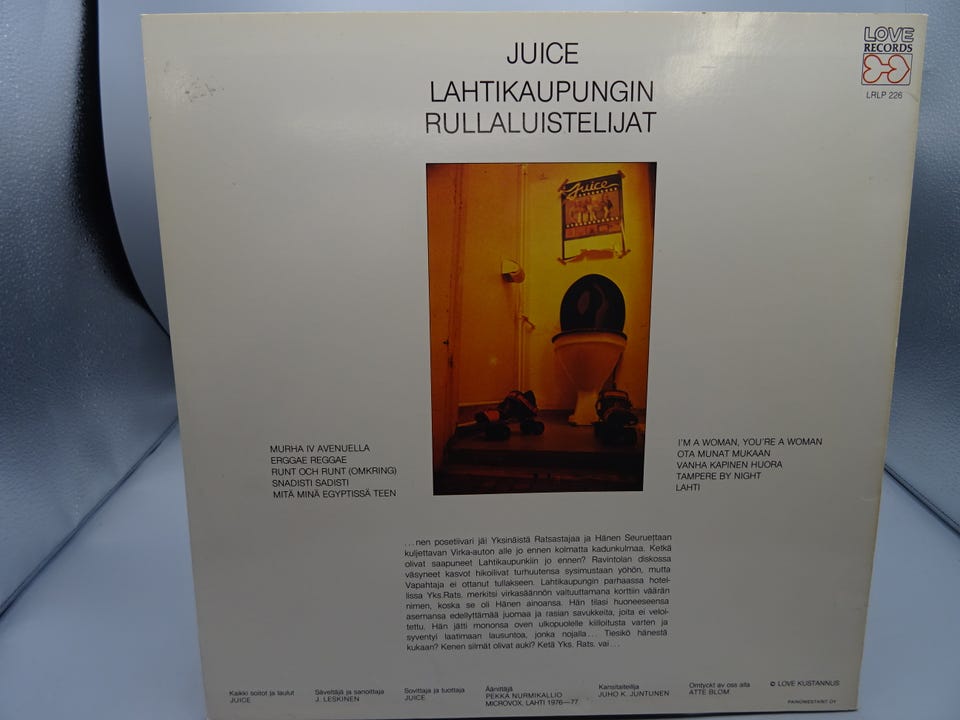 LOVE
RECORDS
LRLP 226
JUICE
LAHTIKAUPUNGIN
RULLALUISTELIJAT
Juice
MURHA IV AVENUELLA
ERGGAE REGGAE
RUNT OCH RUNT (OMKRING)
SNADISTI SADISTI
MITÄ MINÄ EGYPTISSÄ TEEN
I'M A WOMAN, YOU'RE A WOMAN
OTA MUNAT MUKAAN
VANHA KAPINEN HUORA
TAMPERE BY NIGHT
LAHTI
...nen posetiivari jäi Yksinäistä Ratsastajaa ja Hänen Seuruettaan
kuljettavan Virka-auton alle jo ennen kolmatta kadunkulmaa. Ketkä
olivat saapuneet Lahtikaupunkiin jo ennen? Ravintolan diskossa
väsyneet kasvot hikoilivat turhuutensa sysimustaan yöhön, mutta
Vapahtaja ei ottanut tullakseen. Lahtikaupungin parhaassa hotel-
lissa Yks.Rats. merkitsi virkasäännön valtuuttamana korttiin väärän
nimen, koska se oli Hänen ainoansa. Hän tilasi huoneeseensa
asemansa edellyttämää juomaa ja rasian savukkeita, joita ei veloi-
tettu. Hän jätti mononsa oven ulkopuolelle kiilloitusta varten ja
syventyi laatimaan lausuntoa, jonka nojalla... Tiesikö hänestä
kukaan? Kenen silmät olivat auki? Ketä Yks. Rats. vai...
Kaikki soitot ja laulut
JUICE
Säveltäjä ja sanoittaja
J. LESKINEN
Sovittaja ja tuottaja
JUICE
Äänittäjä
PEKKA NURMIKALLIO
MICROVOX, LAHTI 1976—77
Kansitaiteilija
JUHO K. JUNTUNEN
Omtyckt av oss alla
ATTE BLOM
© LOVE KUSTANNUS